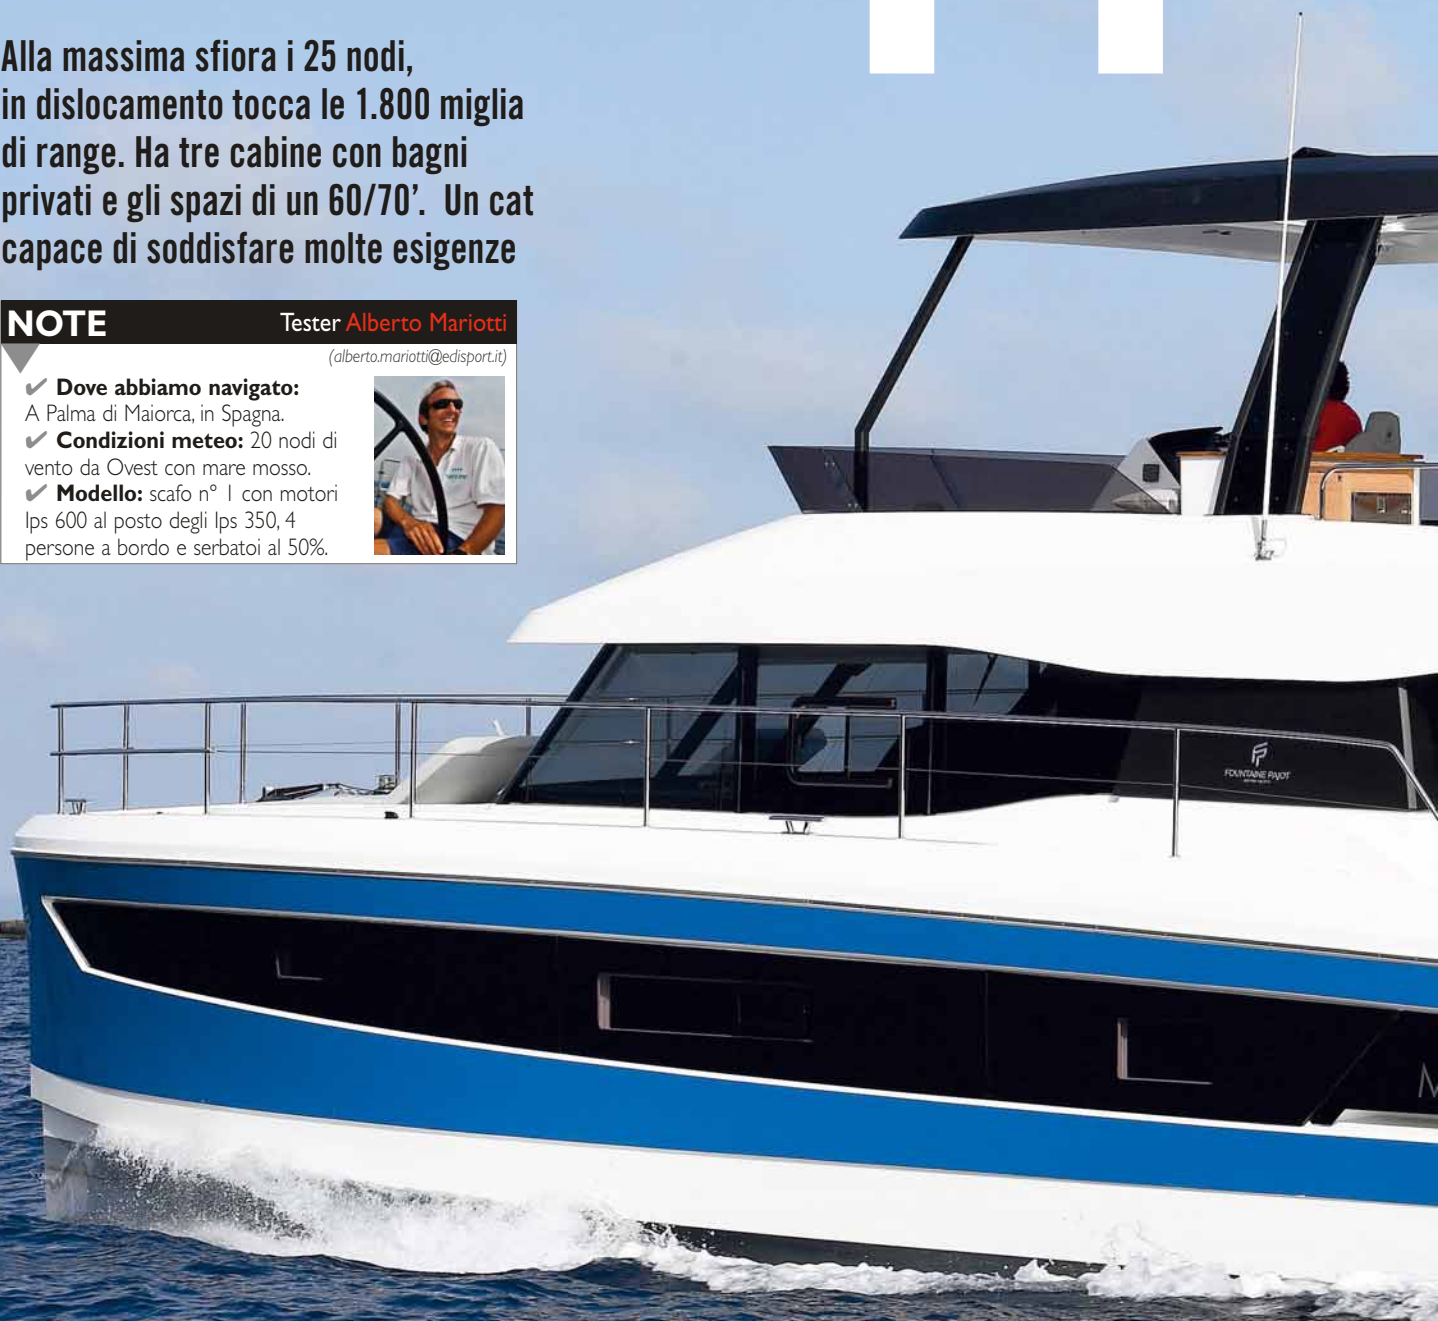 Alla massima sfiora i 25 nodi,
in dislocamento tocca le 1.800 miglia
di range. Ha tre cabine con bagni
privati e gli spazi di un 60/70’. Un cat
capace di soddisfare molte esigenze
NOTE Tester Alberto Mariotti
(alberto.mariotti@edisport.it)
✔ Dove abbiamo navigato:
A Palma di Maiorca, in Spagna.
✔ Condizioni meteo: 20 nodi di
vento da Ovest con mare mosso.
✔ Modello: scafo n° 1 con motori
Ips 600 al posto degli Ips 350, 4
persone a bordo e serbatoi al 50%.
FOUNTAINE PAJOT
M